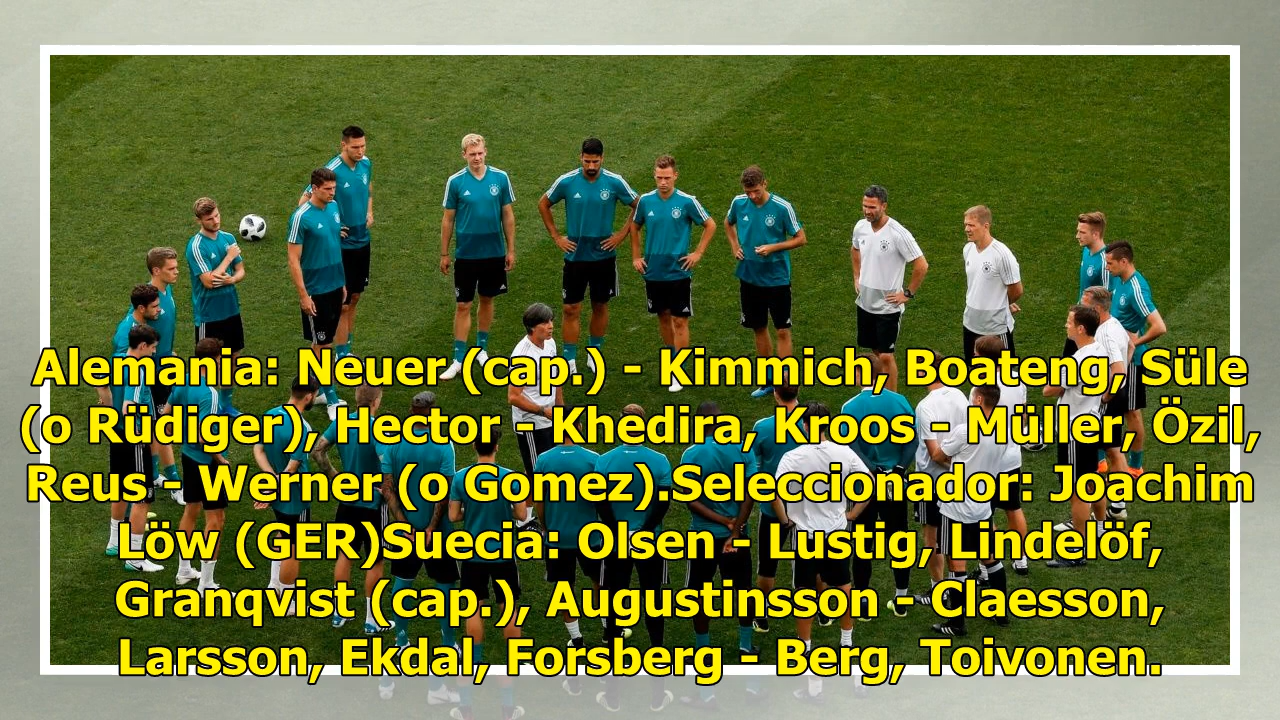 Alemania: Neuer (cap.) - Kimmich, Boateng, Süle
(o Rüdiger), Hector - Khedira, Kroos - Müller, Özil,
Reus - Werner (o Gomez).Seleccionador: Joachim
Löw (GER)Suecia: Olsen - Lustig, Lindelöf,
Granqvist (cap.), Augustinsson - Claesson,
Larsson, Ekdal, Forsberg - Berg, Toivonen.